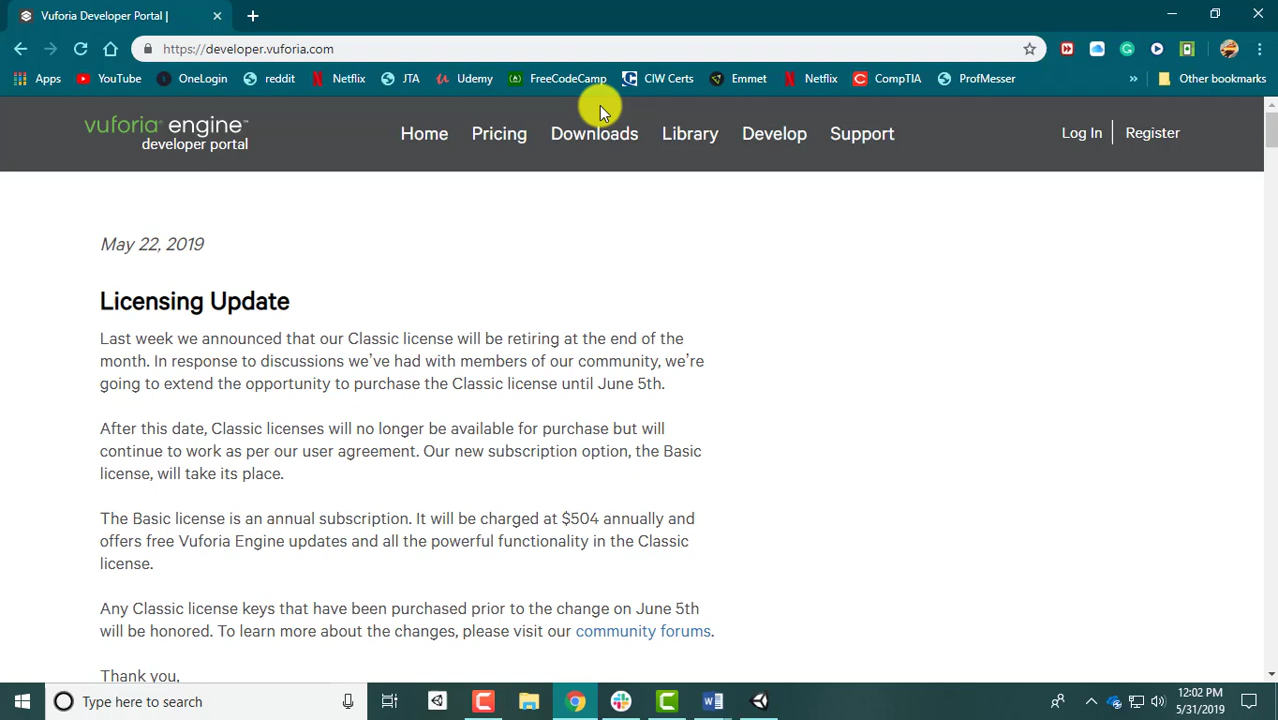 Vuforia Developer Portal |
https://developer.vuforia.com
Apps YouTube OneLogin reddit Netflix JTA Udemy FreeCodeCamp CIW Certs Emmet Netflix CompTIA ProfMesser » Other bookmarks
vuforia® engine™
developer portal
Home Pricing Downloads Library Develop Support Log In Register
May 22, 2019
Licensing Update
Last week we announced that our Classic license will be retiring at the end of the
month. In response to discussions we've had with members of our community, we're
going to extend the opportunity to purchase the Classic license until June 5th.
After this date, Classic licenses will no longer be available for purchase but will
continue to work as per our user agreement. Our new subscription option, the Basic
license, will take its place.
The Basic license is an annual subscription. It will be charged at $504 annually and
offers free Vuforia Engine updates and all the powerful functionality in the Classic
license.
Any Classic license keys that have been purchased prior to the change on June 5th
will be honored. To learn more about the changes, please visit our community forums.
Thank you,
Type here to search
12:02 PM
5/31/2019